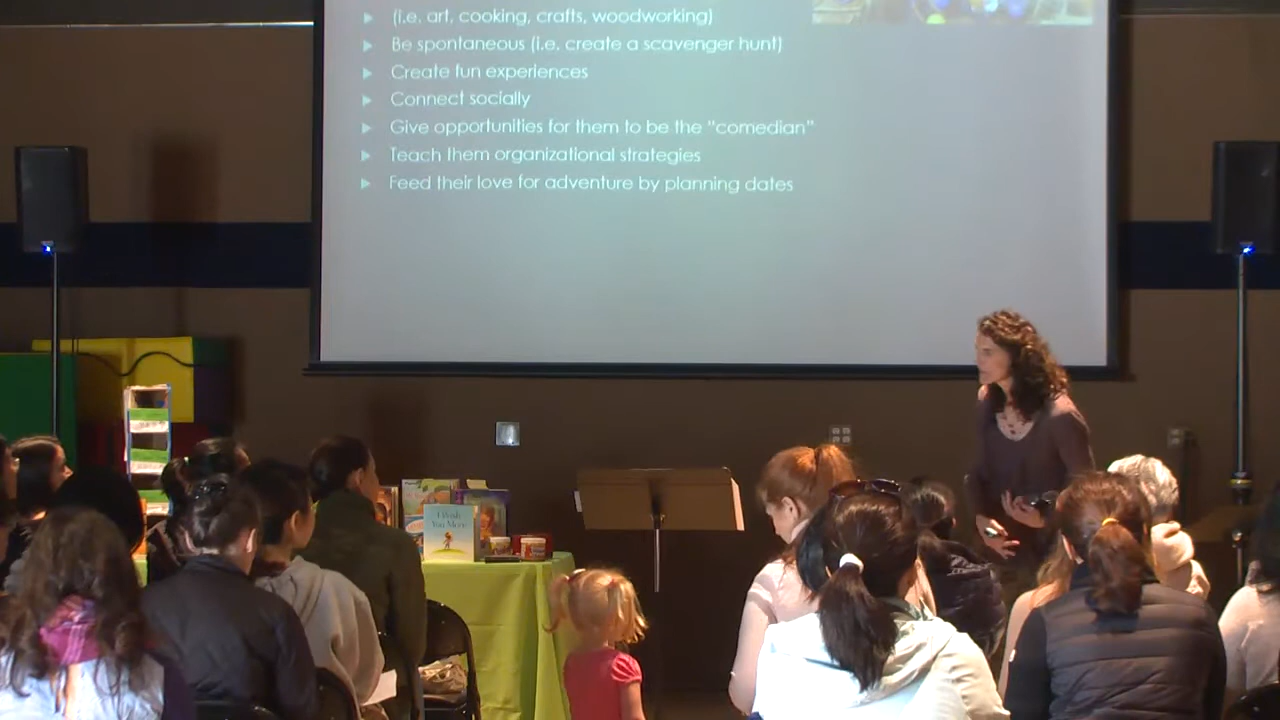 (i.e. art, cooking, crafts, woodworking)
Be spontaneous (i.e. create a scavenger hunt)
Create fun experiences
Connect socially
Give opportunities for them to be the "comedian"
Teach them organizational strategies
Feed their love for adventure by planning dates
I Wish
You More